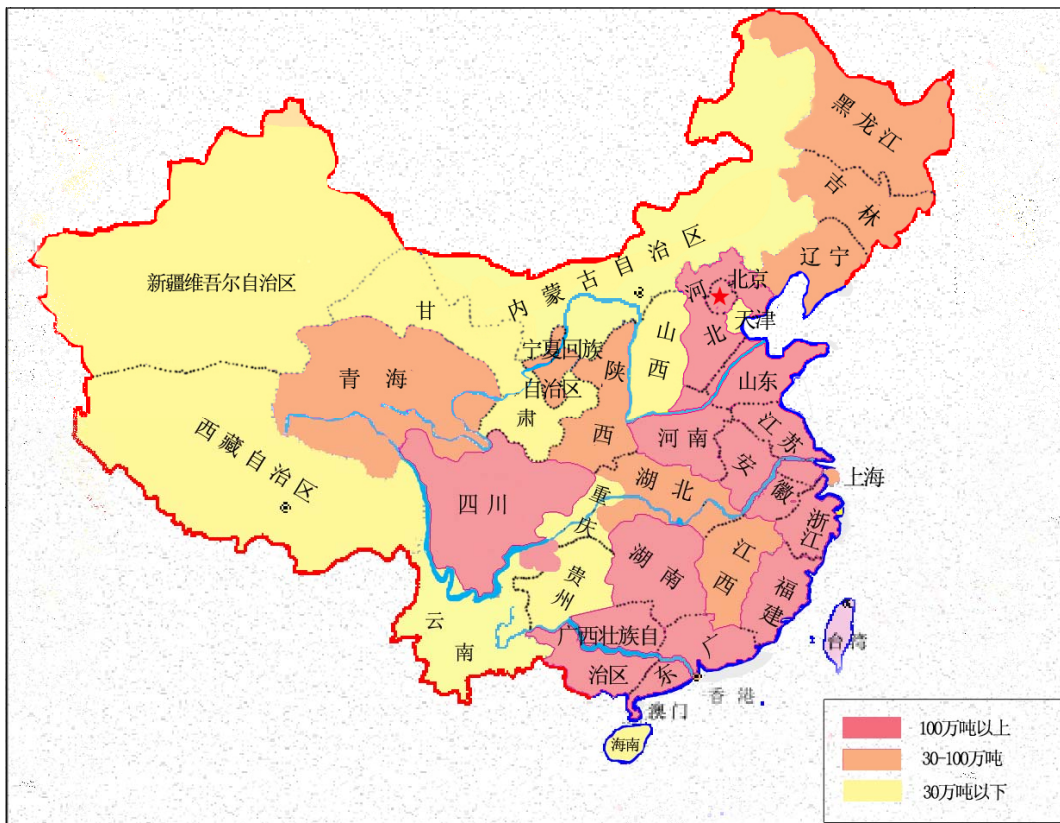 黑龙江
吉林
辽宁
内蒙古自治区
新疆维吾尔自治区
甘
肃
北京
河
北
天津
山
西
宁夏回族
自治区
陕
西
青海
山东
西藏自治区
河南
江苏
安
徽
上海
四川
湖北
重
庆
浙江
湖南
江
西
贵
州
福建
云
南
台湾
广西壮族自
治区
广
东
香港
澳门
海南
100万吨以上
30-100万吨
30万吨以下